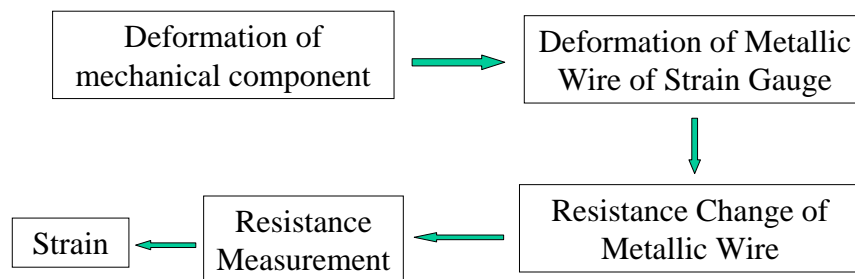 Deformation of
mechanical component
Deformation of Metallic
Wire of Strain Gauge
Resistance Change of
Metallic Wire
Resistance
Measurement
Strain